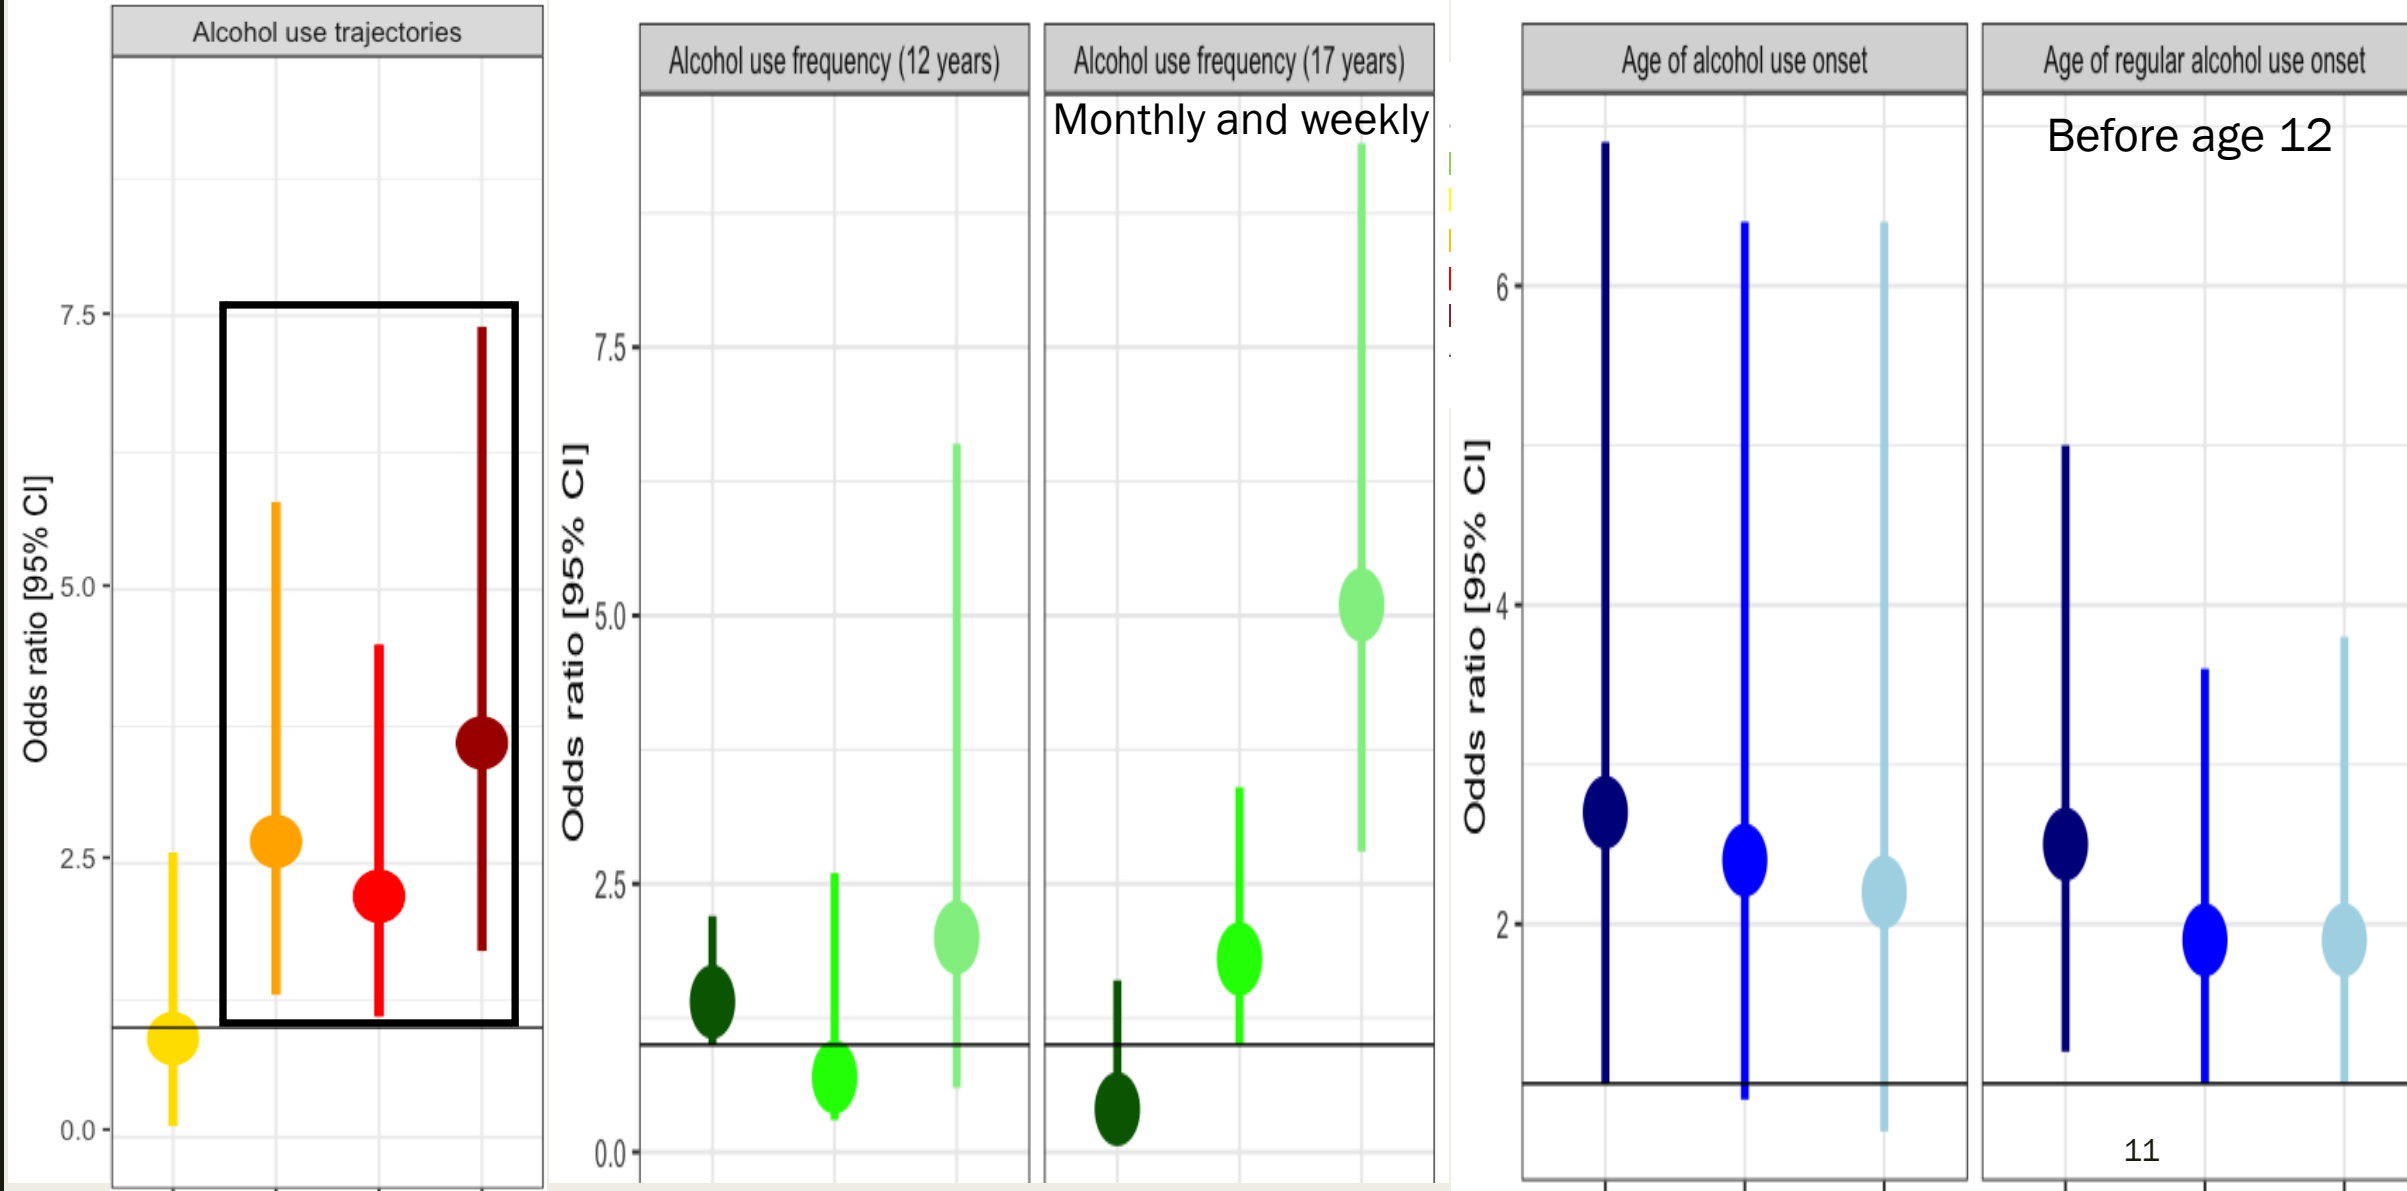 Alcohol use trajectories
Odds ratio [95% CI]
7.5
5.0
2.5
0.0
Alcohol use frequency (12 years)
Alcohol use frequency (17 years)
Monthly and weekly
Odds ratio [95% CI]
7.5
5.0
2.5
0.0
Age of alcohol use onset
Age of regular alcohol use onset
Before age 12
Odds ratio [95% CI]
6
4
2
11